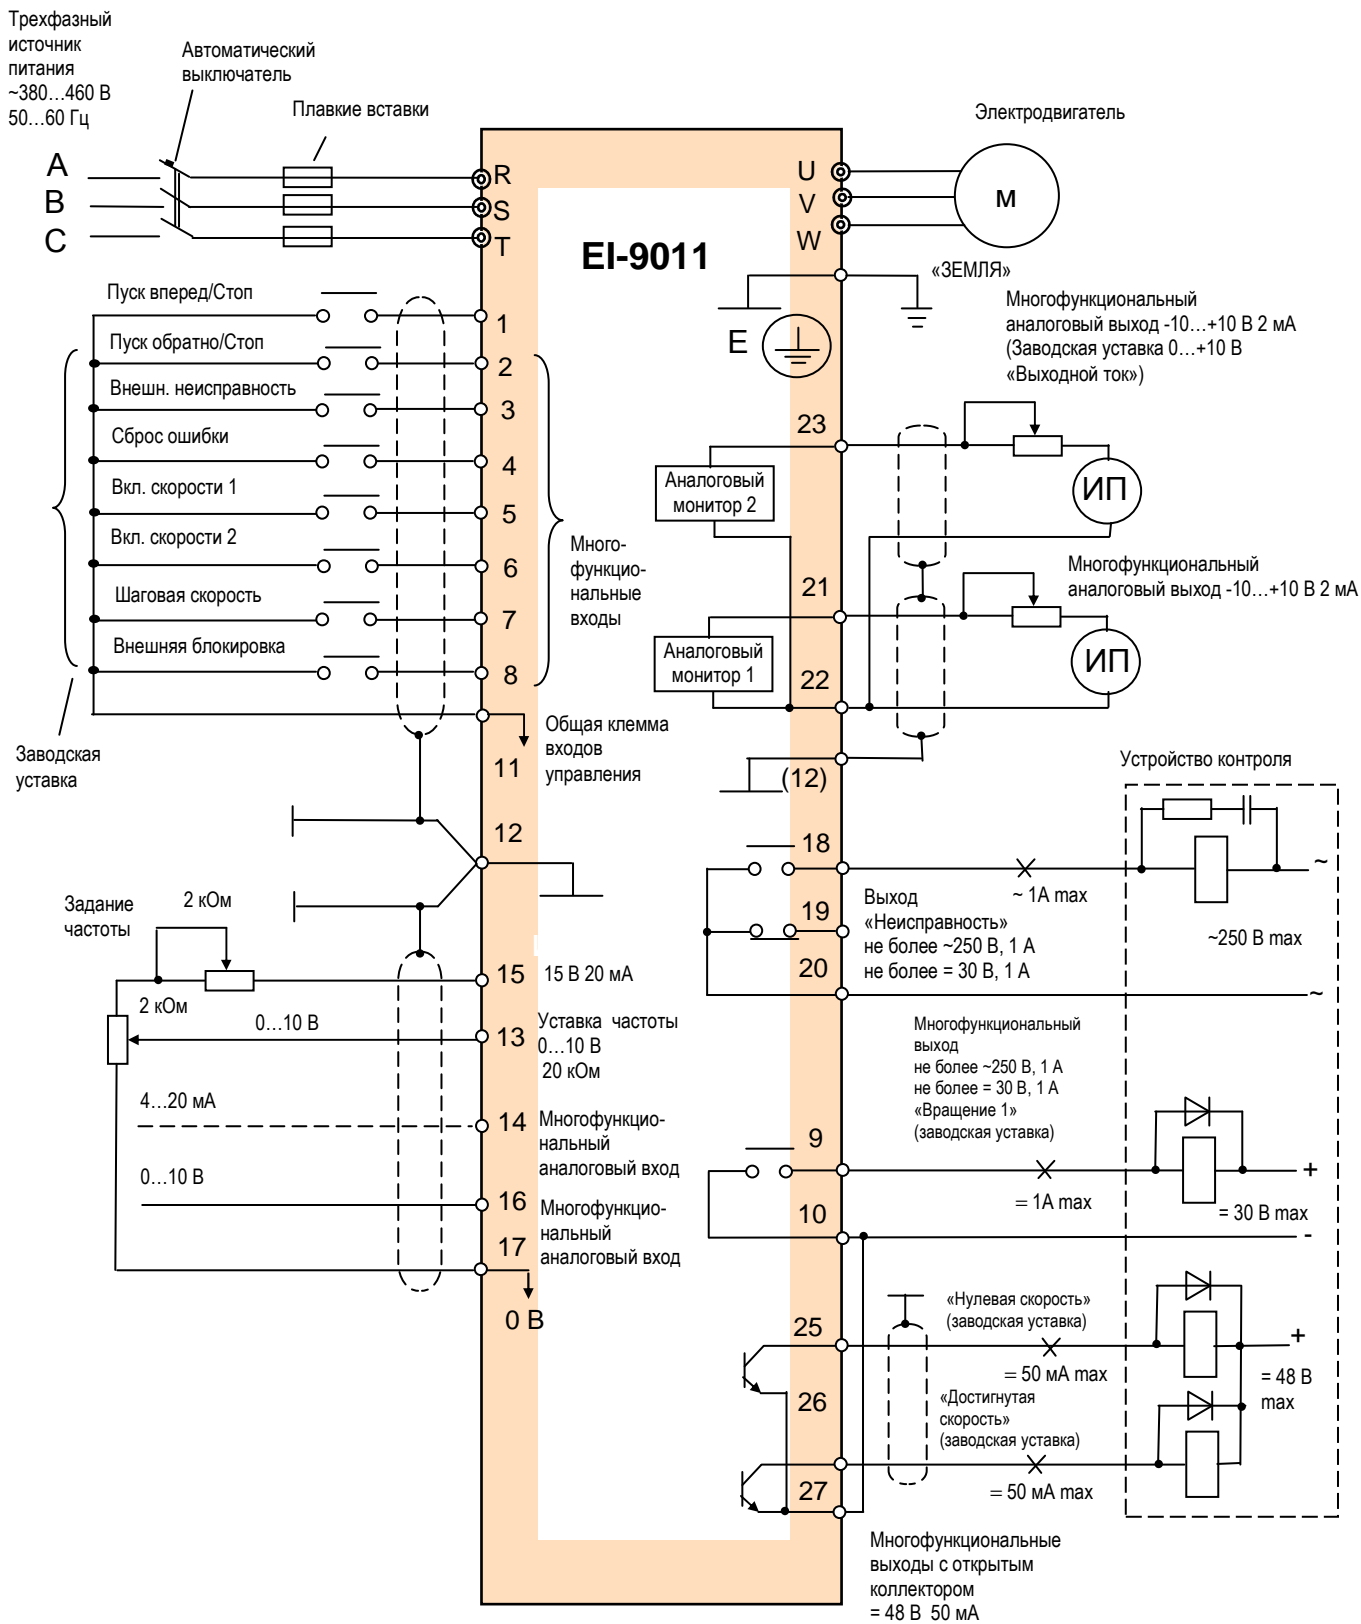 Трехфазный
источник
питания
~380…460 В
50…60 Гц
Автоматический
выключатель
Плавкие вставки
Электродвигатель
A
B
C
R
S
T
U
V
W
м
EI-9011
«ЗЕМЛЯ»
E
Пуск вперед/Стоп
1
Пуск обратно/Стоп
2
Внешн. неисправность
3
Сброс ошибки
4
Вкл. скорости 1
5
Вкл. скорости 2
6
Шаговая скорость
7
Внешняя блокировка
8
Много-
функцио-
нальные
входы
Заводская
уставка
11
Общая клемма
входов
управления
12
Задание
частоты
2 кОм
2 кОм
15
15 В 20 мА
0…10 В
13
Уставка частоты
0…10 В
20 кОм
4…20 мА
14
Многофункцио-
нальный
аналоговый вход
0…10 В
16
Многофункцио-
нальный
аналоговый вход
17
0 В
Многофункциональный
аналоговый выход -10…+10 В 2 мА
(Заводская уставка 0…+10 В
«Выходной ток»)
23
Аналоговый
монитор 2
ИП
Многофункциональный
аналоговый выход -10…+10 В 2 мА
21
Аналоговый
монитор 1
22
ИП
(12)
Устройство контроля
18
~ 1А max
~
19
20
Выход
«Неисправность»
не более ~250 В, 1 А
не более = 30 В, 1 А
~250 В max
~
Многофункциональный
выход
не более ~250 В, 1 А
не более = 30 В, 1 А
«Вращение 1»
(заводская уставка)
9
= 1А max
+
10
= 30 В max
-
25
«Нулевая скорость»
(заводская уставка)
= 50 мА max
+
= 48 В
max
26
«Достигнутая
скорость»
(заводская уставка)
= 50 мА max
27
Многофункциональные
выходы с открытым
коллектором
= 48 В 50 мА